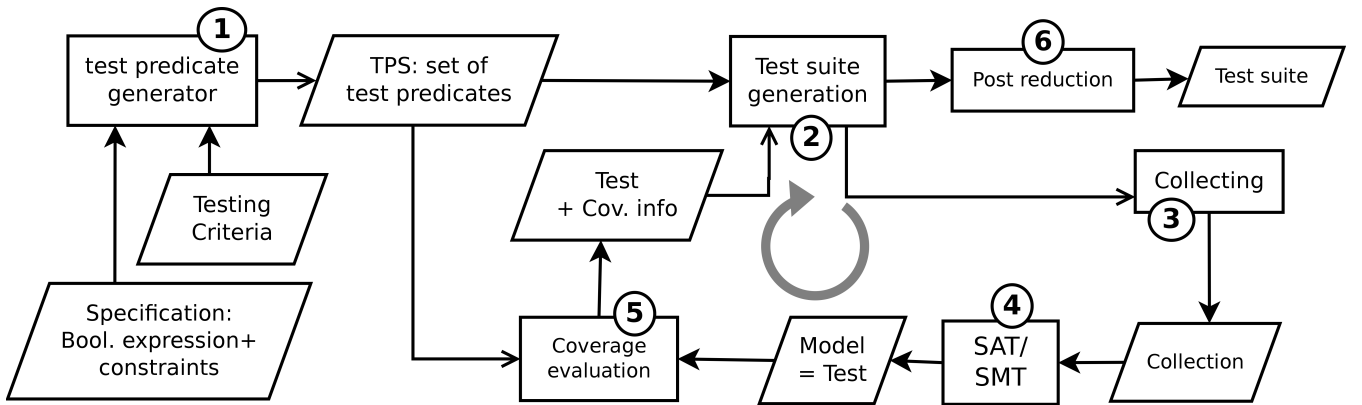 1
test predicate
generator
TPS: set of
test predicates
Test suite
generation
2
6
Post reduction
Test suite
Testing
Criteria
Test
+ Cov. info
Collecting
3
Specification:
Bool. expression+
constraints
5
Coverage
evaluation
Model
= Test
4
SAT/
SMT
Collection